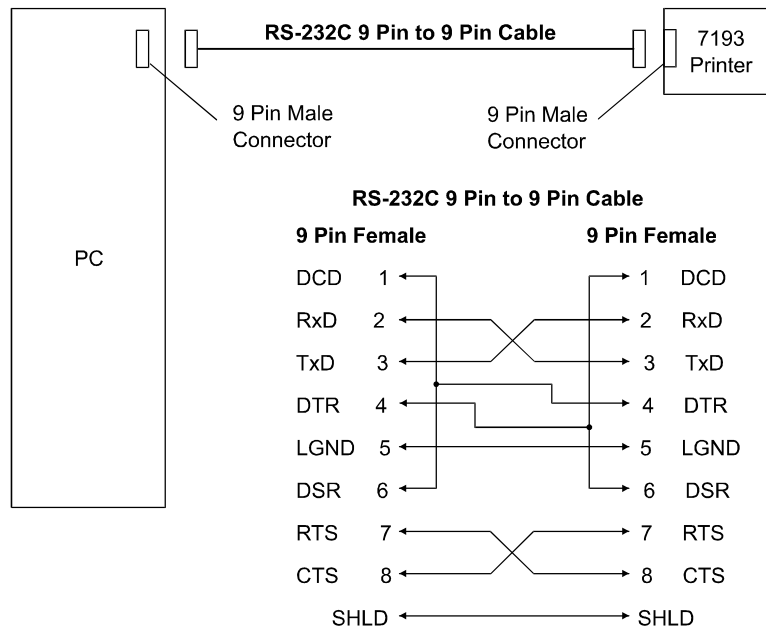 RS-232C 9 Pin to 9 Pin Cable
7193
Printer
9 Pin Male
Connector
9 Pin Male
Connector
PC
RS-232C 9 Pin to 9 Pin Cable
9 Pin Female 9 Pin Female
DCD 1 1 DCD
RxD 2 2 RxD
TxD 3 3 TxD
DTR 4 4 DTR
LGND 5 5 LGND
DSR 6 6 DSR
RTS 7 7 RTS
CTS 8 8 CTS
SHLD SHLD